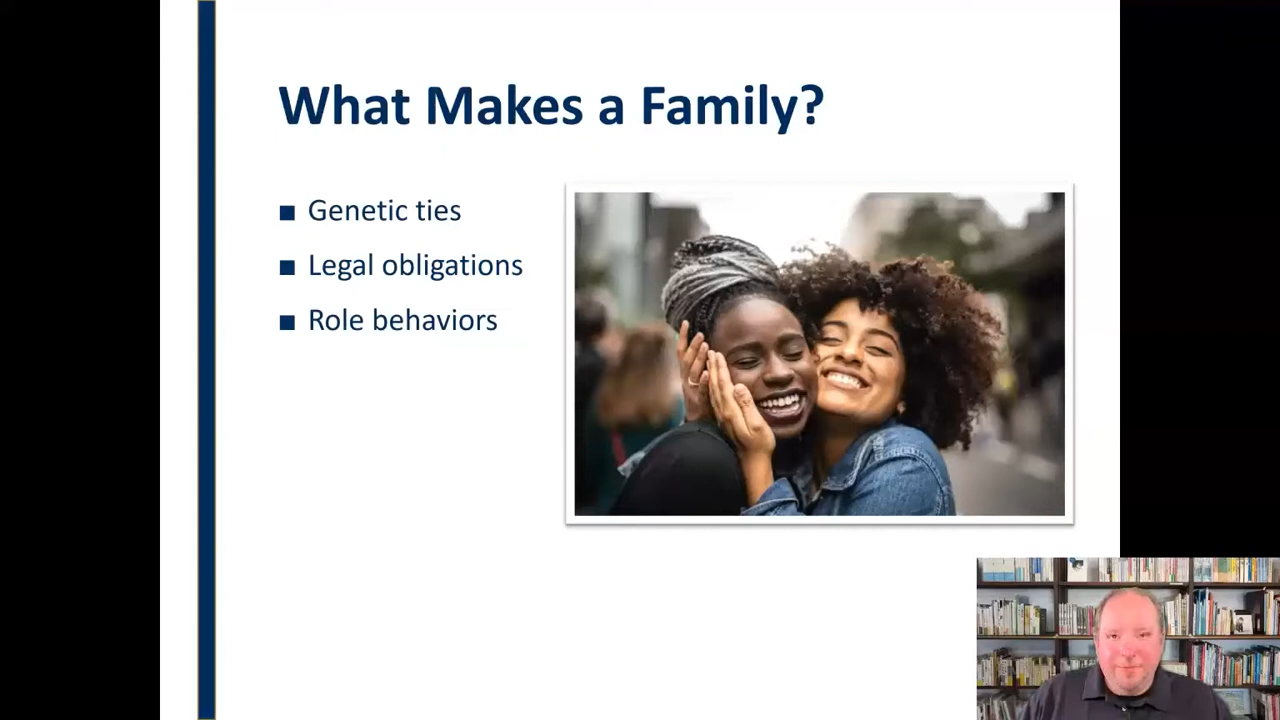 What Makes a Family?
■ Genetic ties
■ Legal obligations
■ Role behaviors